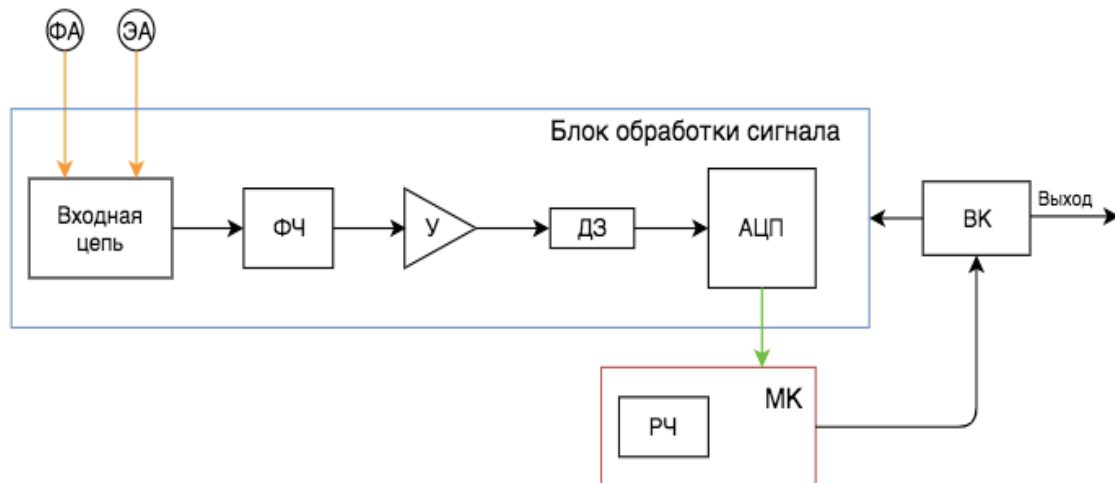 ФА
ЭА
Блок обработки сигнала
Входная
цепь
ФЧ
У
ДЗ
АЦП
ВК
Выход
МК
РЧ